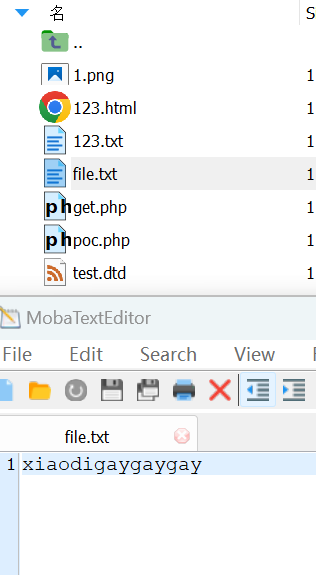 名 S
..
1.png 1
123.html 1
123.txt 1
file.txt 1
get.php 1
poc.php 1
test.dtd 1
MobaTextEditor
File Edit Search View
file.txt
1 xiaodigaygaygay